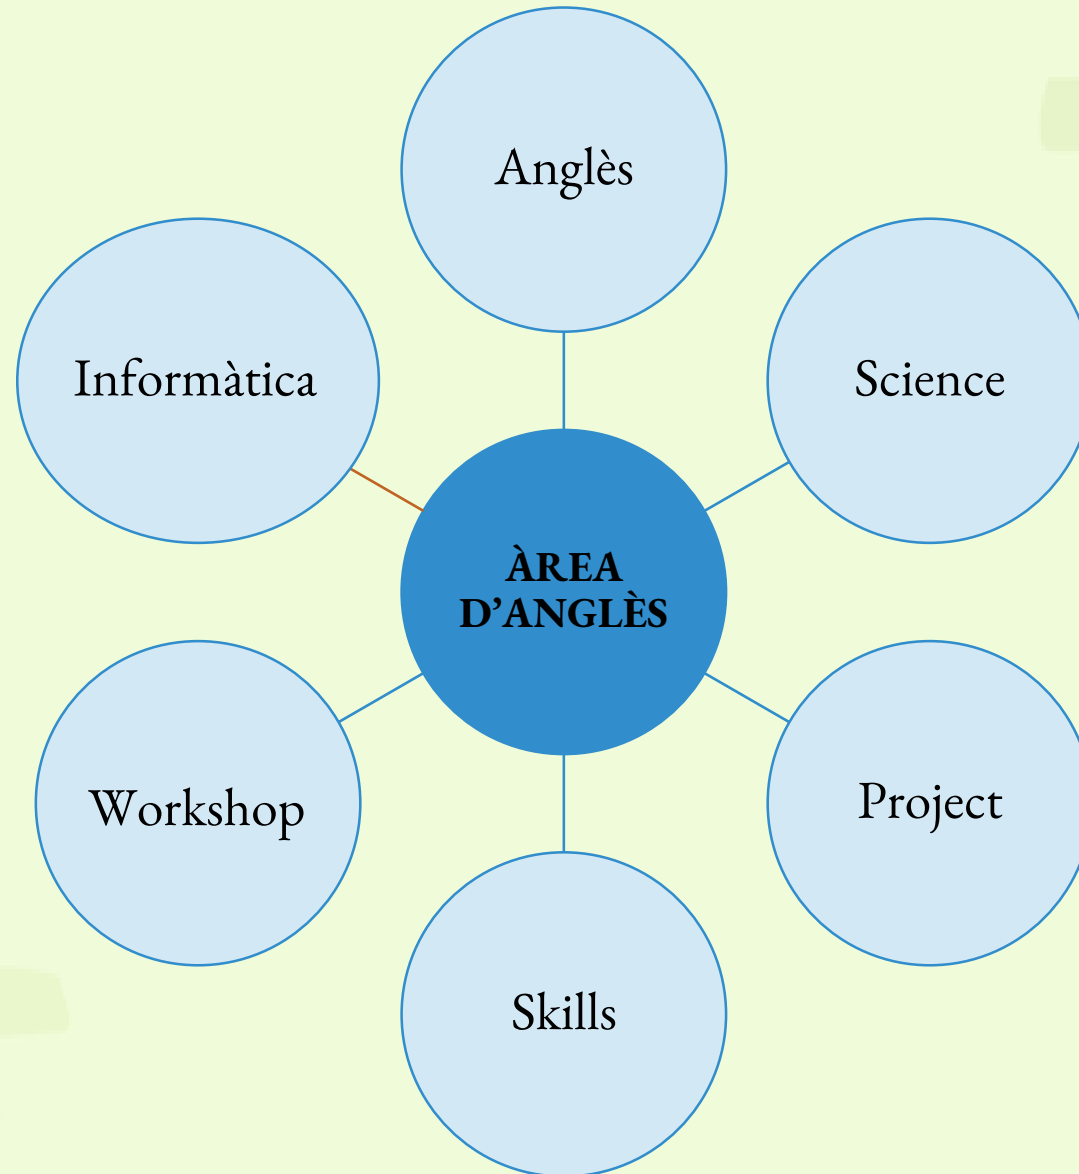 Anglès
Informàtica
Science
ÀREA
D’ANGLÈS
Workshop
Project
Skills